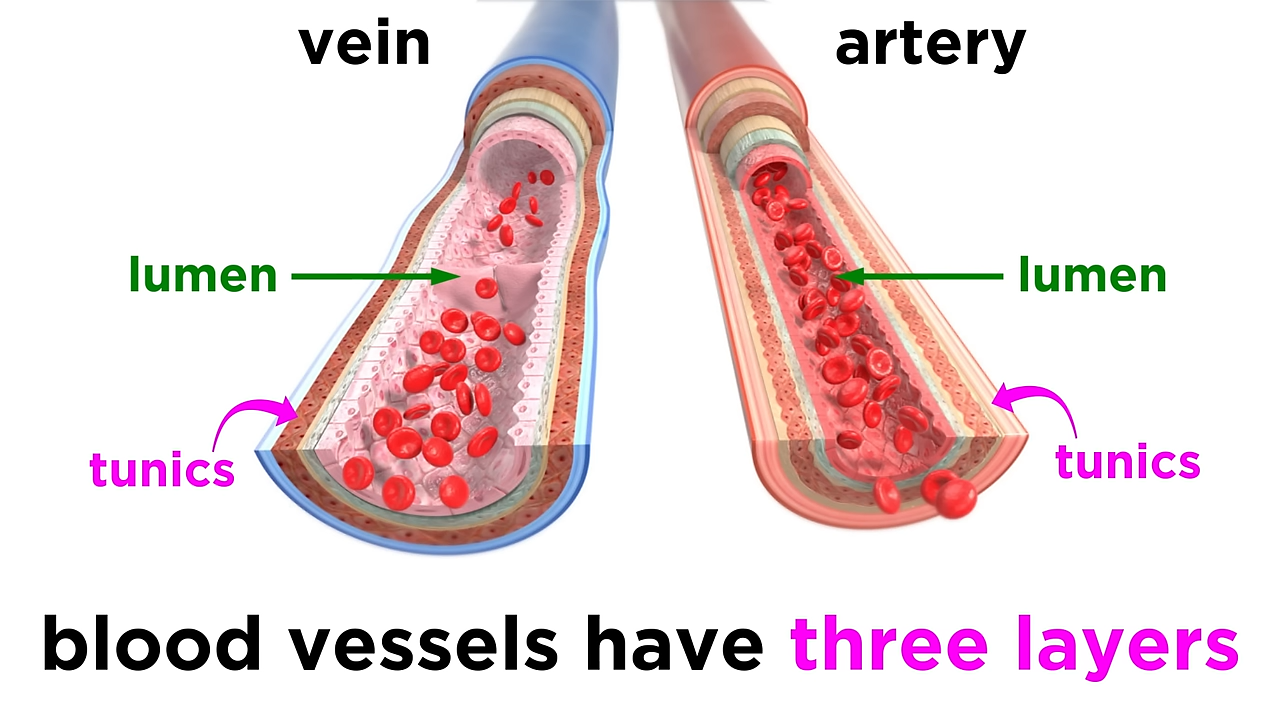 vein
artery
lumen
lumen
tunics
tunics
blood vessels have three layers